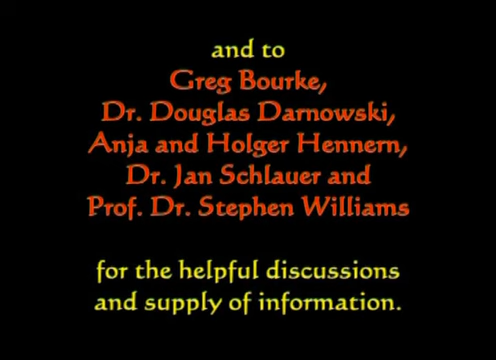 and to
Greg Bourke,
Dr. Douglas Darnowski,
Anja and Holger Hennern,
Dr. Jan Schlauer and
Prof. Dr. Stephen Williams
for the helpful discussions
and supply of information.